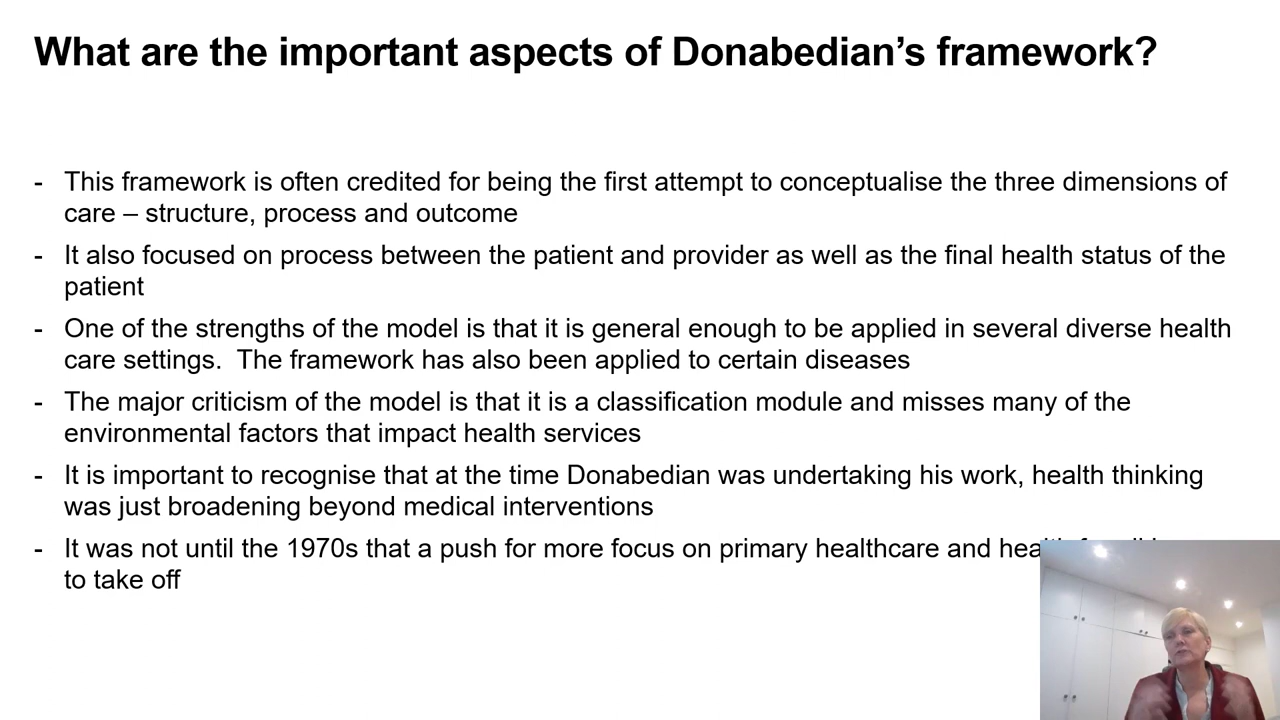 What are the important aspects of Donabedian’s framework?
- This framework is often credited for being the first attempt to conceptualise the three dimensions of
care – structure, process and outcome
- It also focused on process between the patient and provider as well as the final health status of the
patient
- One of the strengths of the model is that it is general enough to be applied in several diverse health
care settings.  The framework has also been applied to certain diseases
- The major criticism of the model is that it is a classification module and misses many of the
environmental factors that impact health services
- It is important to recognise that at the time Donabedian was undertaking his work, health thinking
was just broadening beyond medical interventions
- It was not until the 1970s that a push for more focus on primary healthcare and
to take off